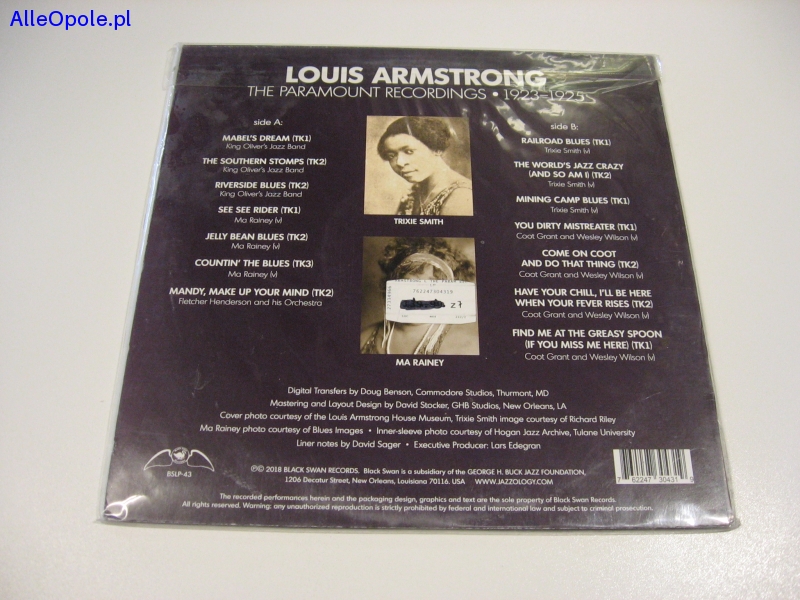 AlleOpole.pl
LOUIS ARMSTRONG
THE PARAMOUNT RECORDINGS • 1923–1925
side A:
MABEL'S DREAM (TK1)
King Oliver's Jazz Band
THE SOUTHERN STOMPS (TK2)
King Oliver's Jazz Band
RIVERSIDE BLUES (TK2)
King Oliver's Jazz Band
SEE SEE RIDER (TK1)
Ma Rainey (v)
JELLY BEAN BLUES (TK2)
Ma Rainey (v)
COUNTIN' THE BLUES (TK3)
Ma Rainey (v)
MANDY, MAKE UP YOUR MIND (TK2)
Fletcher Henderson and his Orchestra
TRIXIE SMITH
27
MA RAINEY
side B:
RAILROAD BLUES (TK1)
Trixie Smith (v)
THE WORLD'S JAZZ CRAZY
(AND SO AM I) (TK2)
Trixie Smith (v)
MINING CAMP BLUES (TK1)
Trixie Smith (v)
YOU DIRTY MISTREATER (TK1)
Coot Grant and Wesley Wilson (v)
COME ON COOT
AND DO THAT THING (TK2)
Coot Grant and Wesley Wilson (v)
HAVE YOUR CHILL, I'LL BE HERE
WHEN YOUR FEVER RISES (TK2)
Coot Grant and Wesley Wilson (v)
FIND ME AT THE GREASY SPOON
(IF YOU MISS ME HERE) (TK1)
Coot Grant and Wesley Wilson (v)
Digital Transfers by Doug Benson, Commodore Studios, Thurmont, MD
Mastering and Layout Design by David Stocker, GHB Studios, New Orleans, LA
Cover photo courtesy of the Louis Armstrong House Museum, Trixie Smith image courtesy of Richard Riley
Ma Rainey photo courtesy of Blues Images • Inner-sleeve photo courtesy of Hogan Jazz Archive, Tulane University
Liner notes by David Sager • Executive Producer: Lars Edegran
BSLP-43
℗© 2018 BLACK SWAN RECORDS. Black Swan is a subsidiary of the GEORGE H. BUCK JAZZ FOUNDATION,
1206 Decatur Street, New Orleans, Louisiana 70116. USA WWW.JAZZOLOGY.COM
7 62247 30431
The recorded performances herein and the packaging design, graphics and text are the sole property of Black Swan Records.
All rights reserved. Warning: any unauthorized reproduction is strictly prohibited by federal and international law and subject to criminal prosecution.